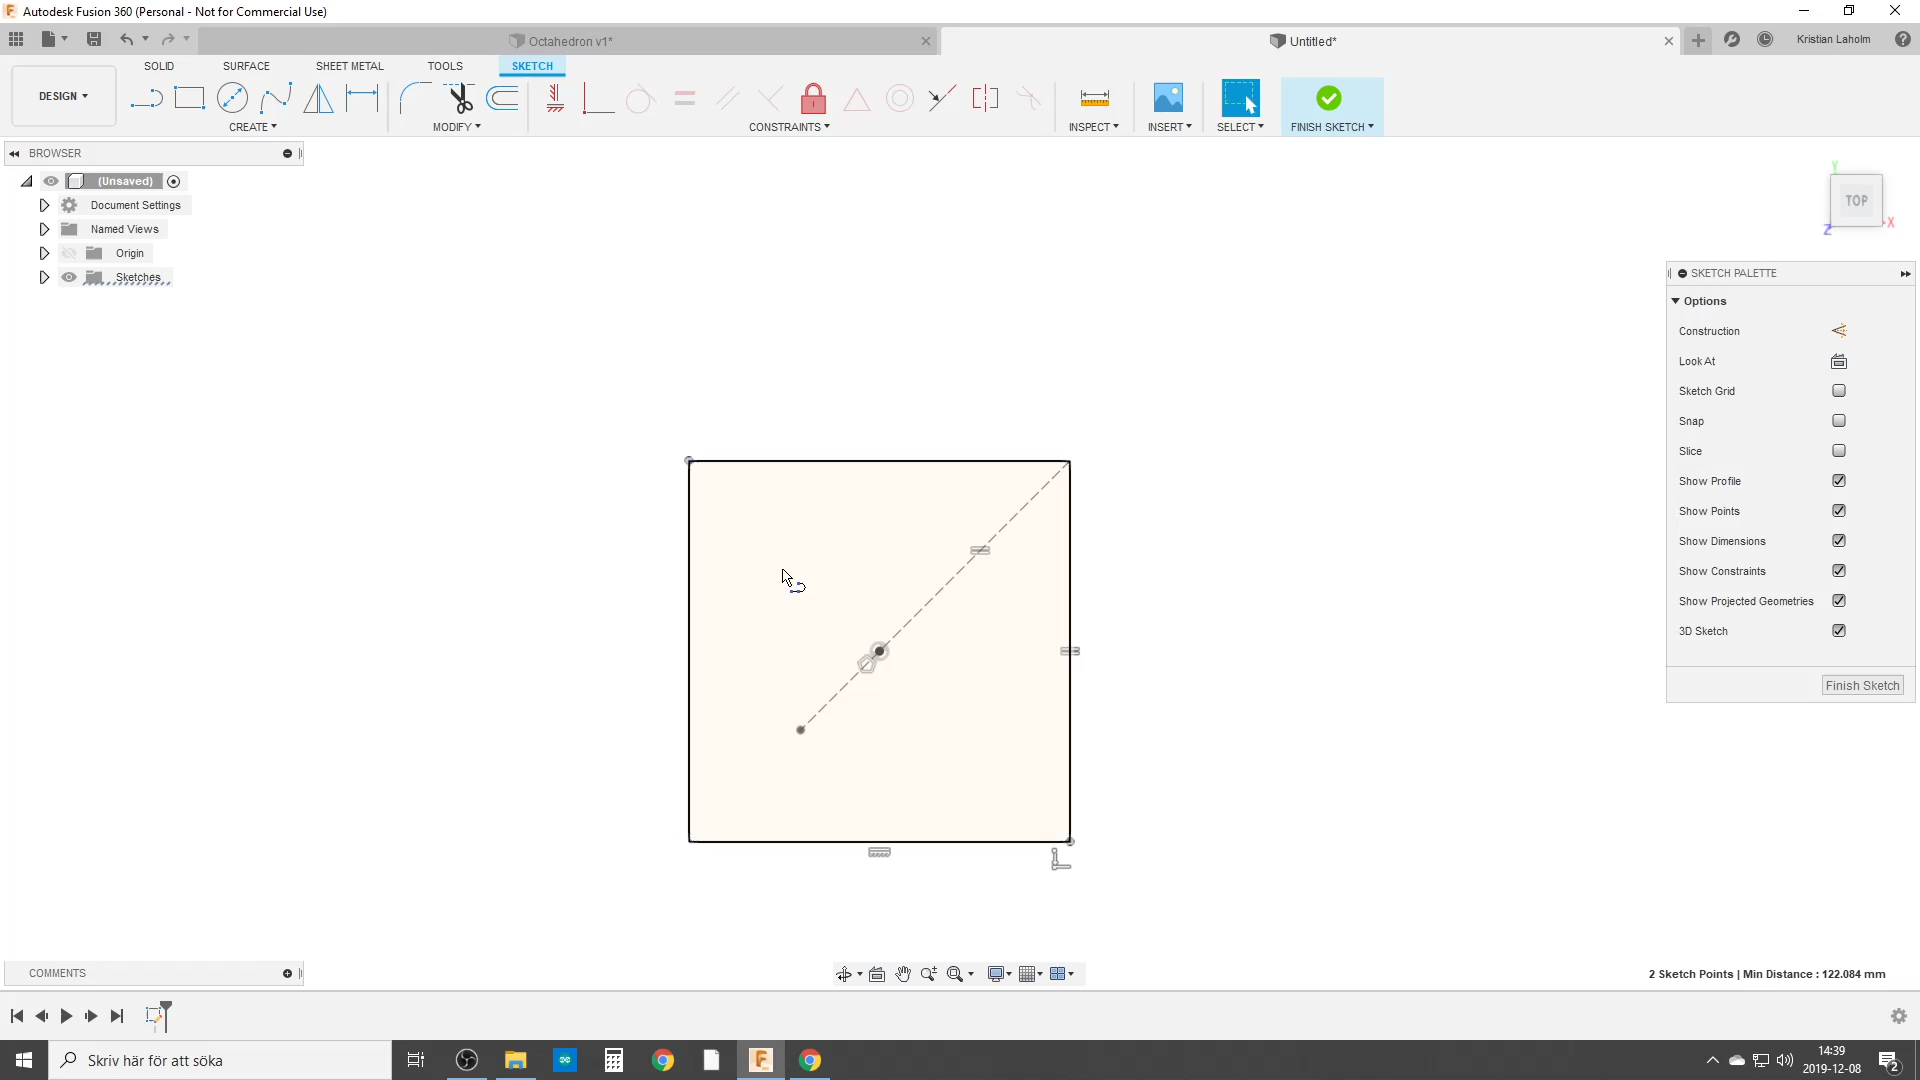 Autodesk Fusion 360 (Personal - Not for Commercial Use)
Octahedron v1*
Untitled*
Kristian Laholm
SOLID
SURFACE
SHEET METAL
TOOLS
SKETCH
DESIGN
CREATE
MODIFY
CONSTRAINTS
INSPECT
INSERT
SELECT
FINISH SKETCH
BROWSER
(Unsaved)
Document Settings
Named Views
Origin
Sketches
Y
TOP
X
Z
SKETCH PALETTE
Options
Construction
Look At
Sketch Grid
Snap
Slice
Show Profile
Show Points
Show Dimensions
Show Constraints
Show Projected Geometries
3D Sketch
Finish Sketch
COMMENTS
2 Sketch Points | Min Distance : 122.084 mm
Skriv här för att söka
14:39
2019-12-08
2